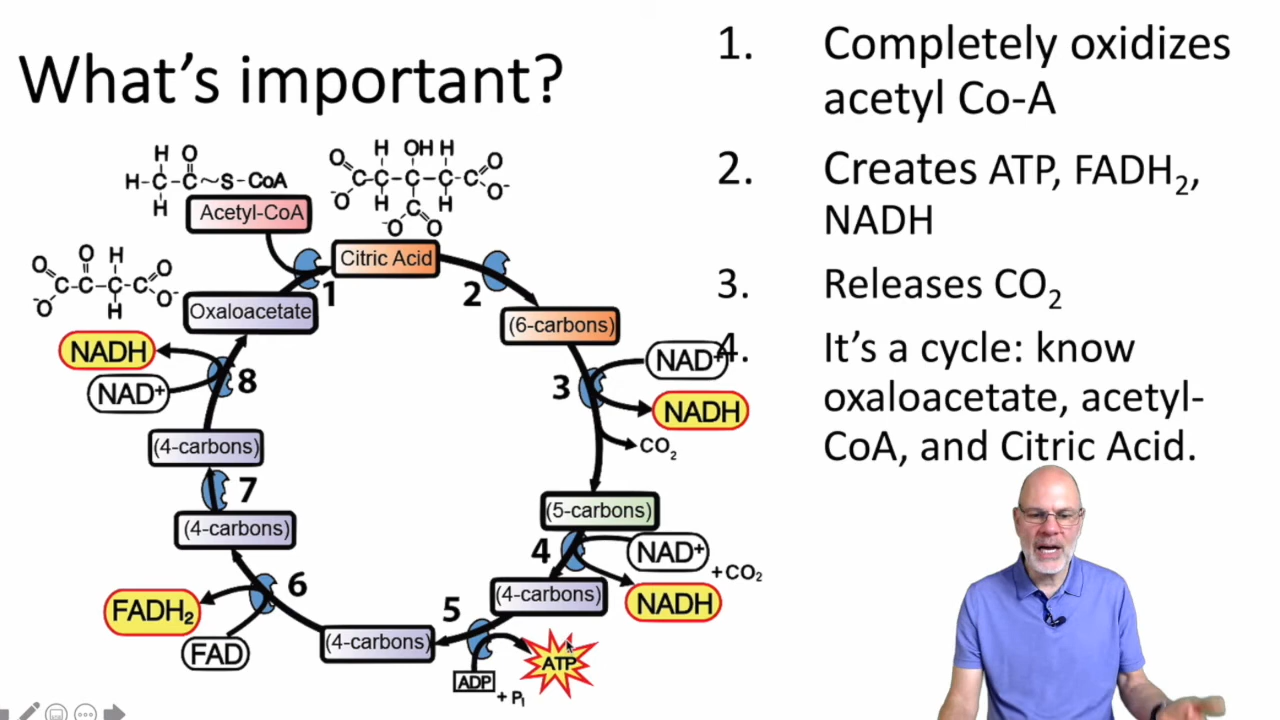 What's important?
1. Completely oxidizes
acetyl Co-A
2. Creates ATP, FADH₂,
NADH
3. Releases CO₂
4. It's a cycle: know
oxaloacetate, acetyl-
CoA, and Citric Acid.
H O
H-C-C~S-CoA
H
Acetyl-CoA
H OH H
O O
C-C-C-C-C
⁻O H C H O⁻
⁻O O
Citric Acid
1
2
O O H O
C-C-C-C
⁻O H O⁻
Oxaloacetate
(6-carbons)
3
NAD⁺
NADH
CO₂
(5-carbons)
4
NAD⁺
+CO₂
NADH
(4-carbons)
5
ADP
+ Pᵢ
ATP
(4-carbons)
6
FADH₂
FAD
(4-carbons)
7
(4-carbons)
8
NADH
NAD⁺